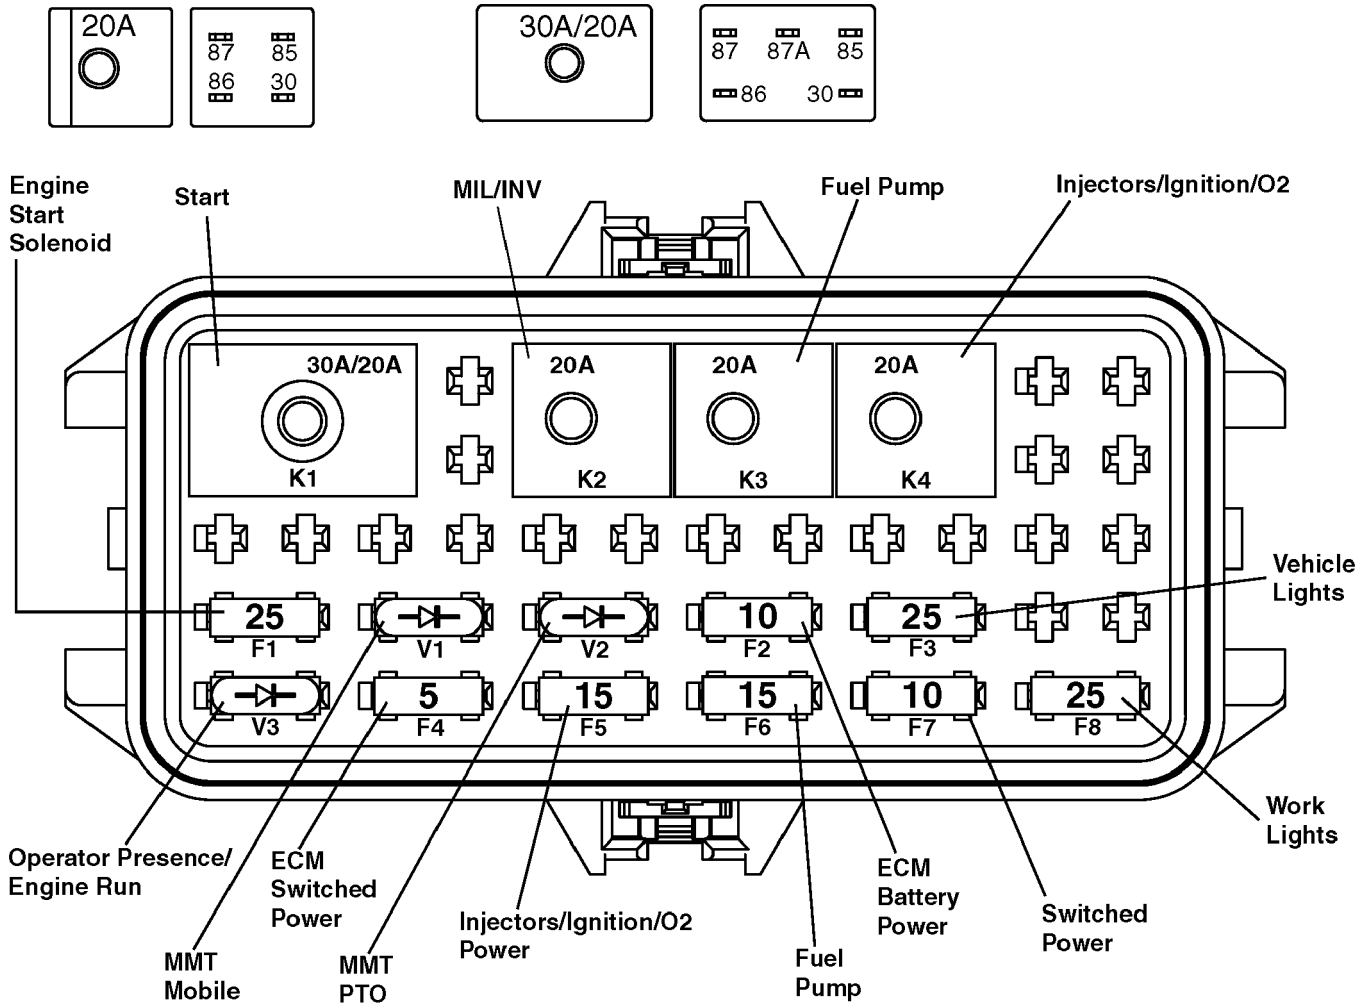 20A
87 85
86 30
30A/20A
87 87A 85
86 30
Engine
Start
Solenoid
Start
MIL/INV
Fuel Pump
Injectors/Ignition/O2
30A/20A
K1
20A
K2
20A
K3
20A
K4
Vehicle
Lights
25
F1
V1
V2
10
F2
25
F3
V3
5
F4
15
F5
15
F6
10
F7
25
F8
Work
Lights
Operator Presence/
Engine Run
ECM
Switched
Power
MMT
Mobile
MMT
PTO
Injectors/Ignition/O2
Power
Fuel
Pump
ECM
Battery
Power
Switched
Power